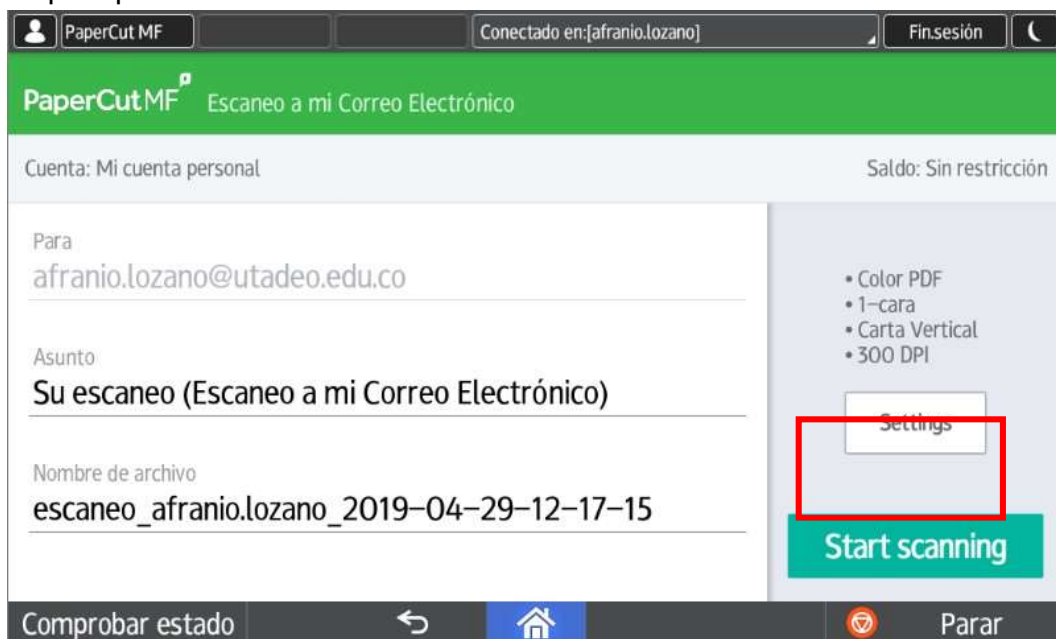 PaperCut MF
Conectado en:[afranio.lozano]
Fin.sesión
PaperCut MF
Escaneo a mi Correo Electrónico
Cuenta: Mi cuenta personal
Saldo: Sin restricción
Para
afranio.lozano@utadeo.edu.co
Asunto
Su escaneo (Escaneo a mi Correo Electrónico)
Nombre de archivo
escaneo_afranio.lozano_2019-04-29-12-17-15
• Color PDF
• 1-cara
• Carta Vertical
• 300 DPI
Settings
Start scanning
Comprobar estado
Parar